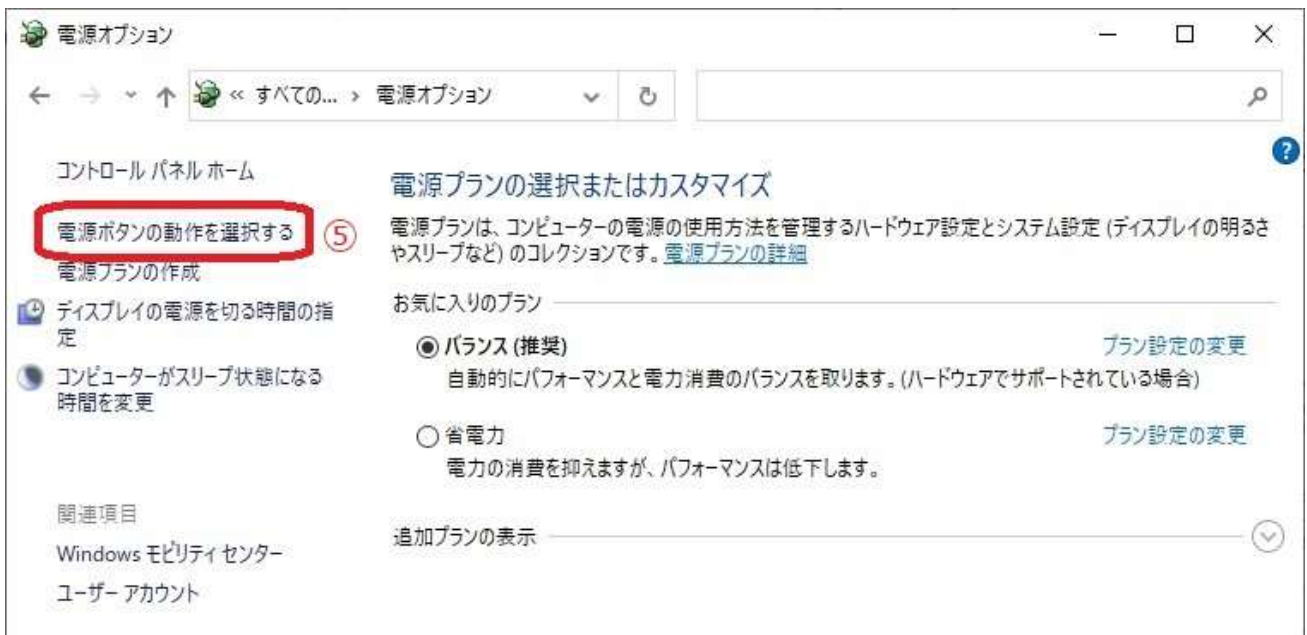 電源オプション
« すべての... › 電源オプション
コントロール パネル ホーム
電源ボタンの動作を選択する ⑤
電源プランの作成
ディスプレイの電源を切る時間の指
定
コンピューターがスリープ状態になる
時間を変更
関連項目
Windows モビリティ センター
ユーザー アカウント
電源プランの選択またはカスタマイズ
電源プランは、コンピューターの電源の使用方法を管理するハードウェア設定とシステム設定 (ディスプレイの明るさ
やスリープなど) のコレクションです。電源プランの詳細
お気に入りのプラン
バランス (推奨) プラン設定の変更
自動的にパフォーマンスと電力消費のバランスを取ります。(ハードウェアでサポートされている場合)
省電力 プラン設定の変更
電力の消費を抑えますが、パフォーマンスは低下します。
追加プランの表示